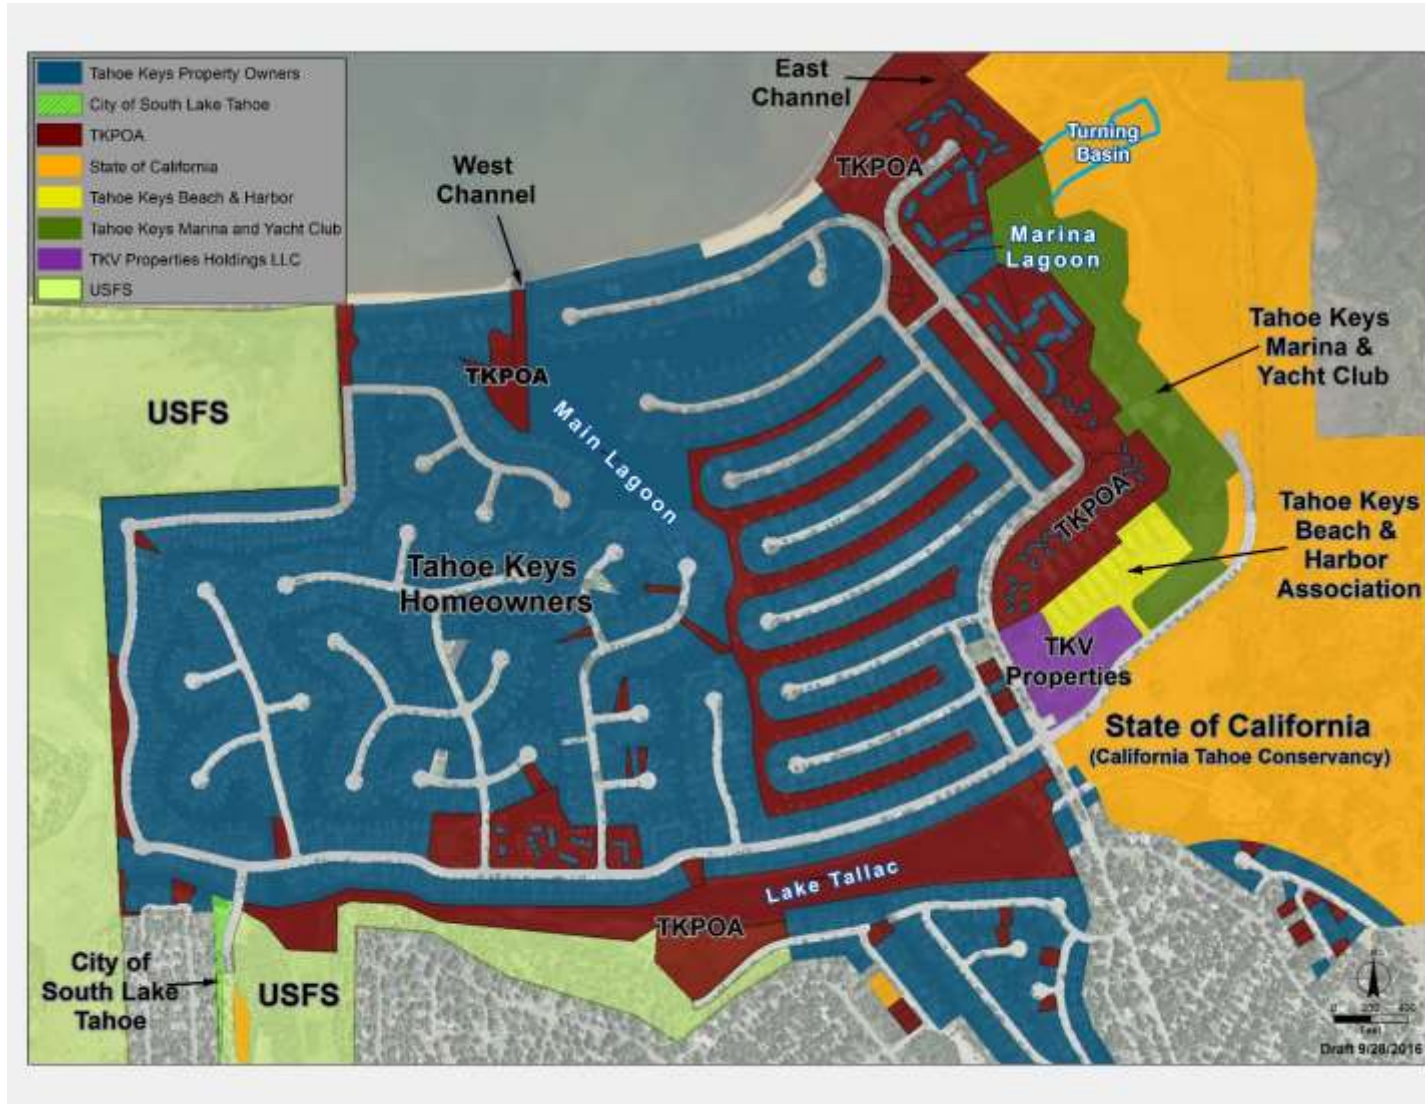 Tahoe Keys Property Owners
City of South Lake Tahoe
TKPOA
State of California
Tahoe Keys Beach & Harbor
Tahoe Keys Marina and Yacht Club
TKV Properties Holdings LLC
USFS
East
Channel
West
Channel
Turning
Basin
TKPOA
Marina
Lagoon
Tahoe Keys
Marina &
Yacht Club
TKPOA
USFS
Main Lagoon
Tahoe Keys
Homeowners
TKPOA
Tahoe Keys
Beach &
Harbor
Association
TKV
Properties
State of California
(California Tahoe Conservancy)
Lake Tallac
TKPOA
City of
South Lake
Tahoe
USFS
0 200 400
Feet
Draft 9/28/2016